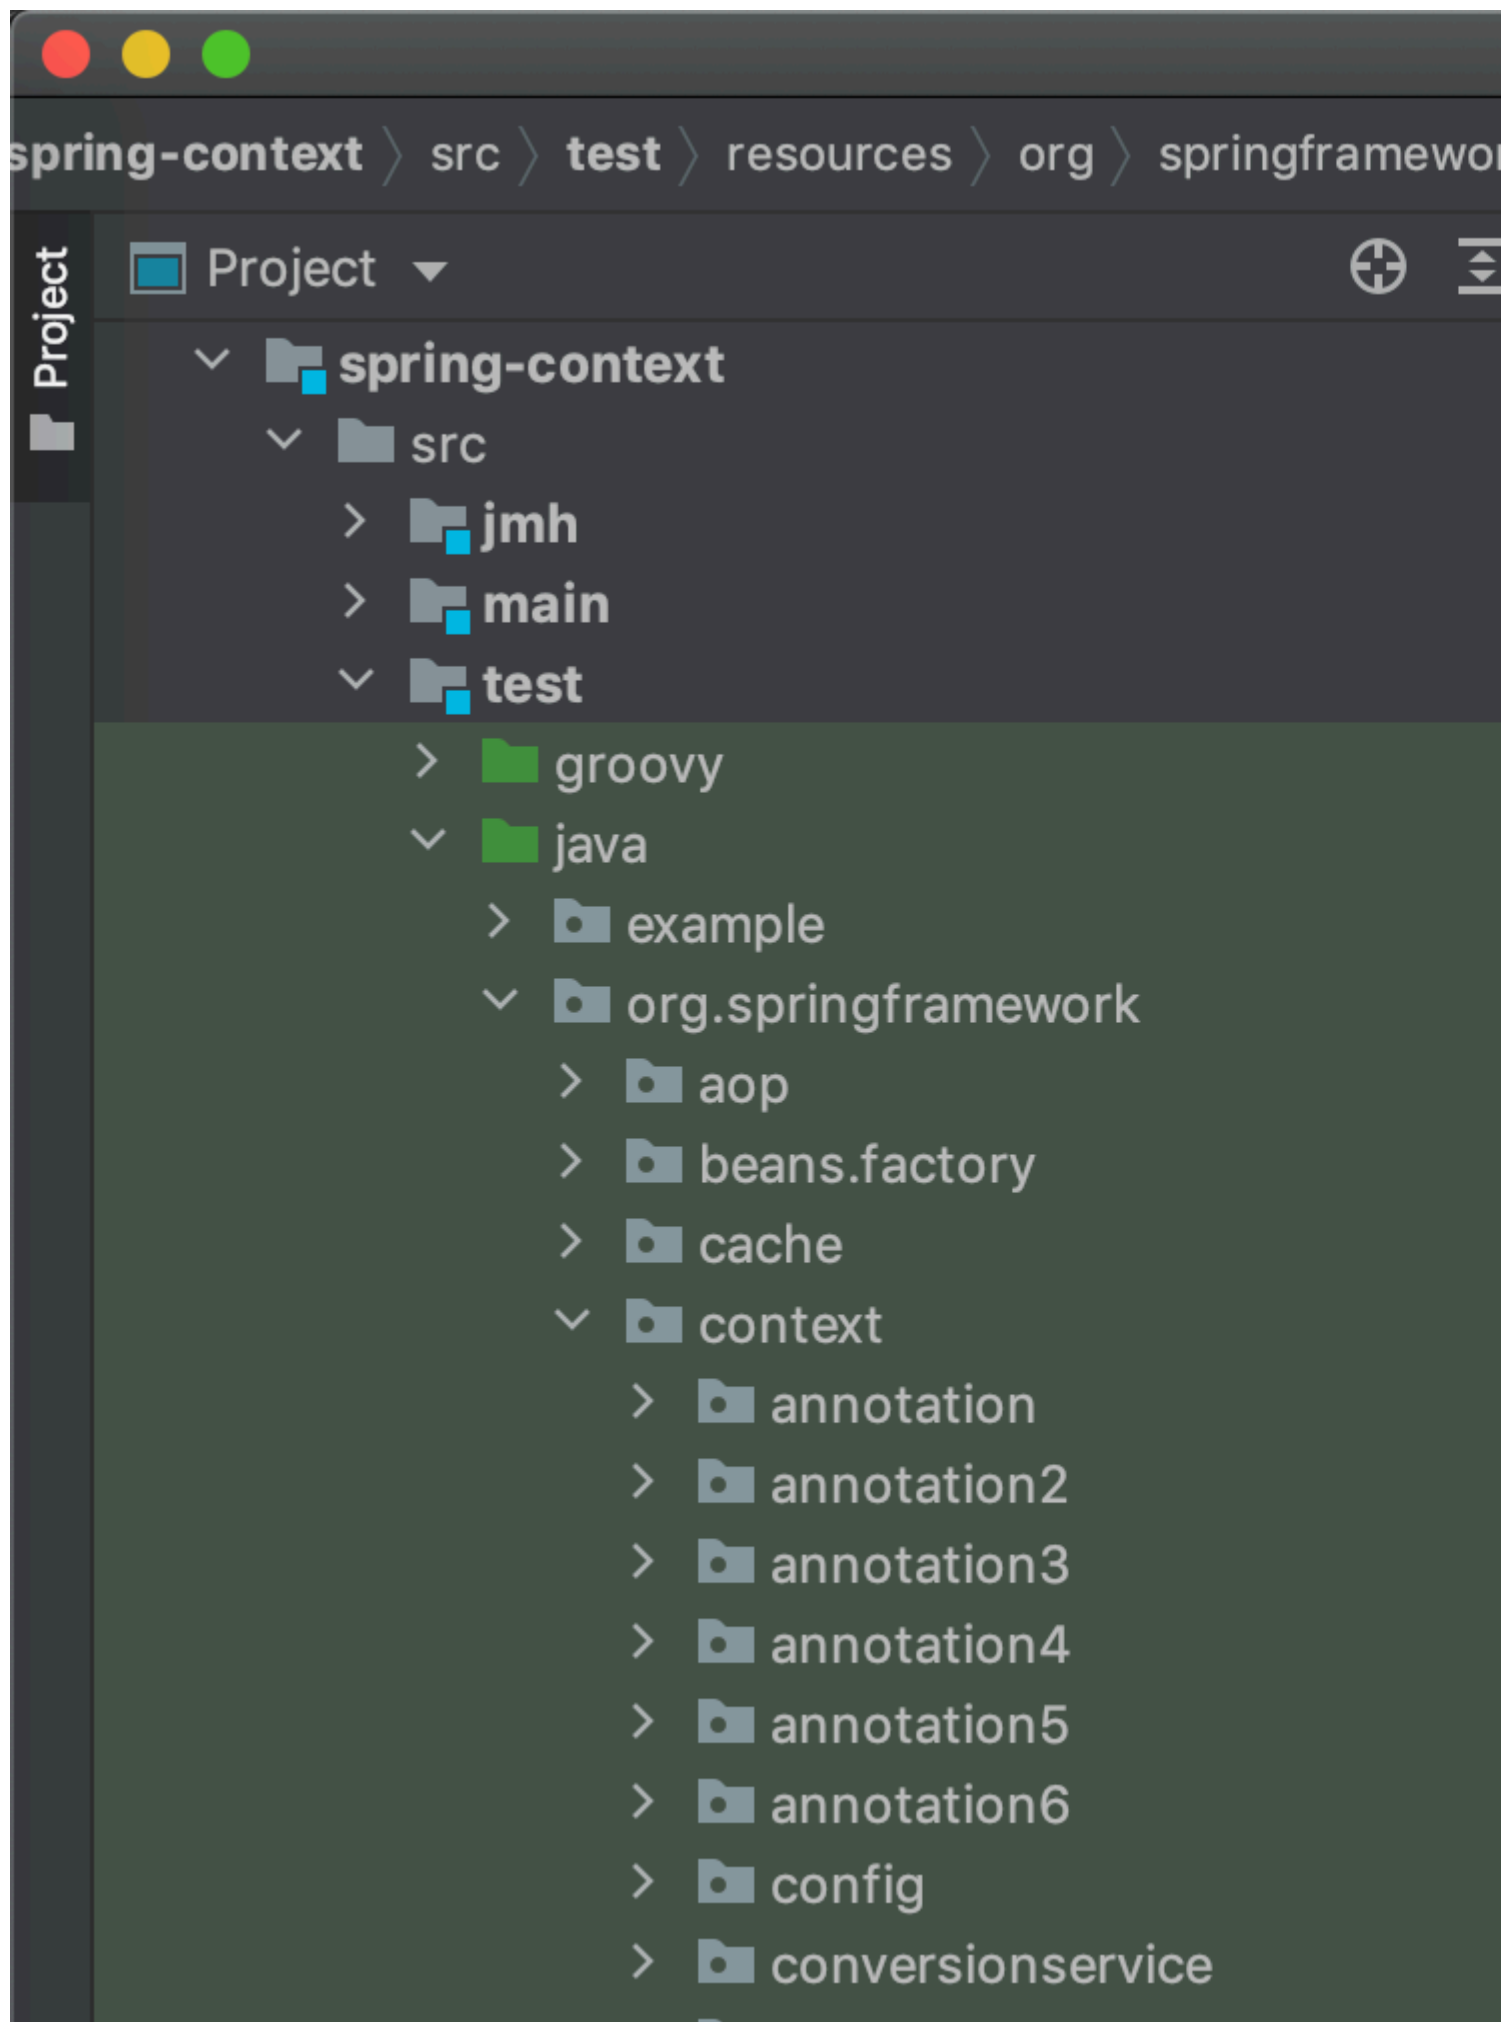 spring-context 〉 src 〉 test 〉 resources 〉 org 〉 springframewor
Project
Project
spring-context
src
jmh
main
test
groovy
java
example
org.springframework
aop
beans.factory
cache
context
annotation
annotation2
annotation3
annotation4
annotation5
annotation6
config
conversionservice